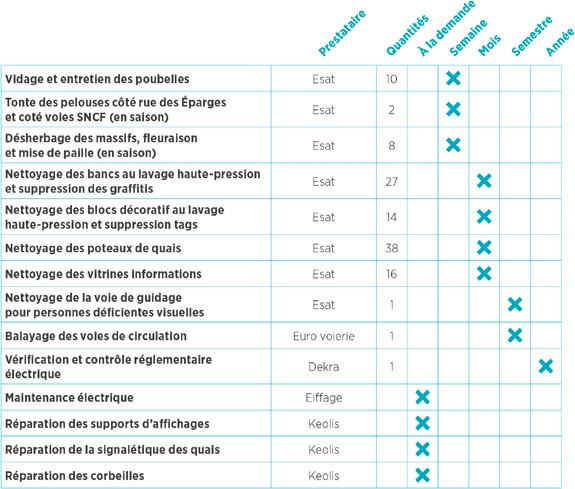 Prestataire Quantités À la demande Semaine Mois Semestre Année
Vidage et entretien des poubelles Esat 10
Tonte des pelouses côté rue des Éparges
et coté voies SNCF (en saison) Esat 2
Désherbage des massifs, fleuraison
et mise de paille (en saison) Esat 8
Nettoyage des bancs au lavage haute-pression
et suppression des graffitis Esat 27
Nettoyage des blocs décoratif au lavage
haute-pression et suppression tags Esat 14
Nettoyage des poteaux de quais Esat 38
Nettoyage des vitrines informations Esat 16
Nettoyage de la voie de guidage
pour personnes déficientes visuelles Esat 1
Balayage des voies de circulation Euro voierie 1
Vérification et contrôle réglementaire
électrique Dekra 1
Maintenance électrique Eiffage
Réparation des supports d'affichages Keolis
Réparation de la signalétique des quais Keolis
Réparation des corbeilles Keolis